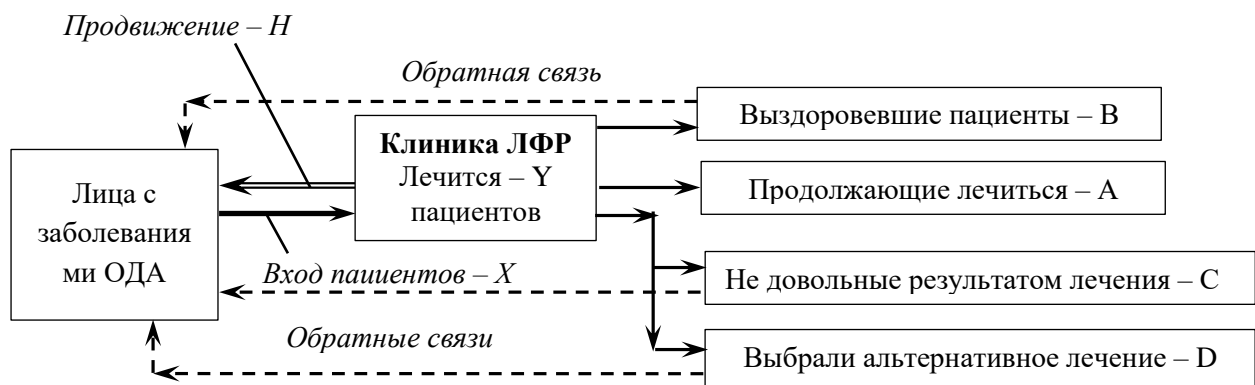 Продвижение – H
Обратная связь
Выздоровевшие пациенты – B
Клиника ЛФР
Лечится – Y
пациентов
Лица с
заболевания
ми ОДА
Продолжающие лечиться – A
Вход пациентов – X
Не довольные результатом лечения – C
Обратные связи
Выбрали альтернативное лечение – D